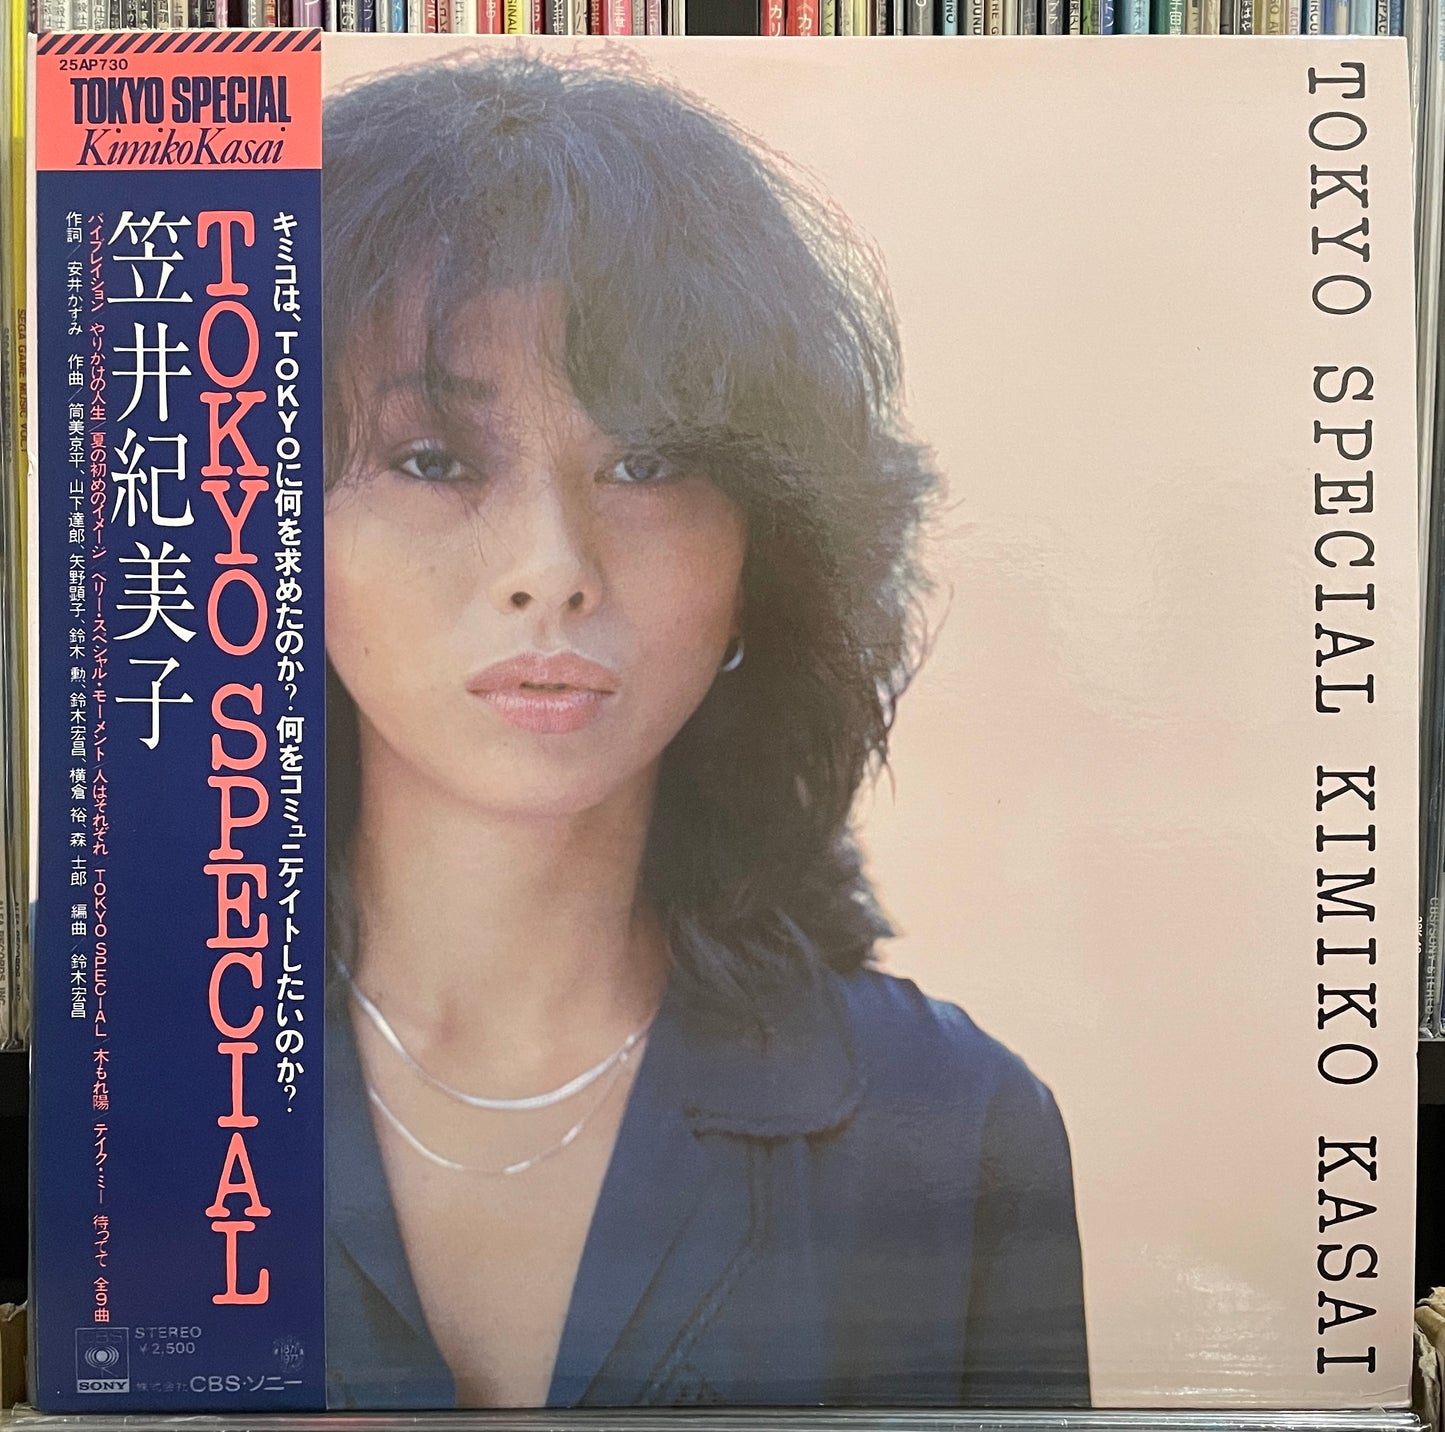 25AP730
TOKYO SPECIAL
Kimiko Kasai
キミコは、TOKYOに何を求めたのか?何をコミュニケイトしたいのか?
TOKYO SPECIAL
笠井紀美子
バイブレイション/やりかけの人生/夏の初めのイメージ/ベリー・スペシャル・モーメント/人はそれぞれ/TOKYO SPECIAL/木もれ陽/テイク・ミー/待ってて 全9曲
作詞/安井かずみ 作曲/筒美京平、山下達郎、矢野顕子、鈴木 勲、鈴木宏昌、横倉 裕、森 士郎 編曲/鈴木宏昌
CBS
SONY
STEREO
¥2,500
株式会社CBS・ソニー
TOKYO SPECIAL KIMIKO KASAI
SEGA GAME MUSIC VOL.1